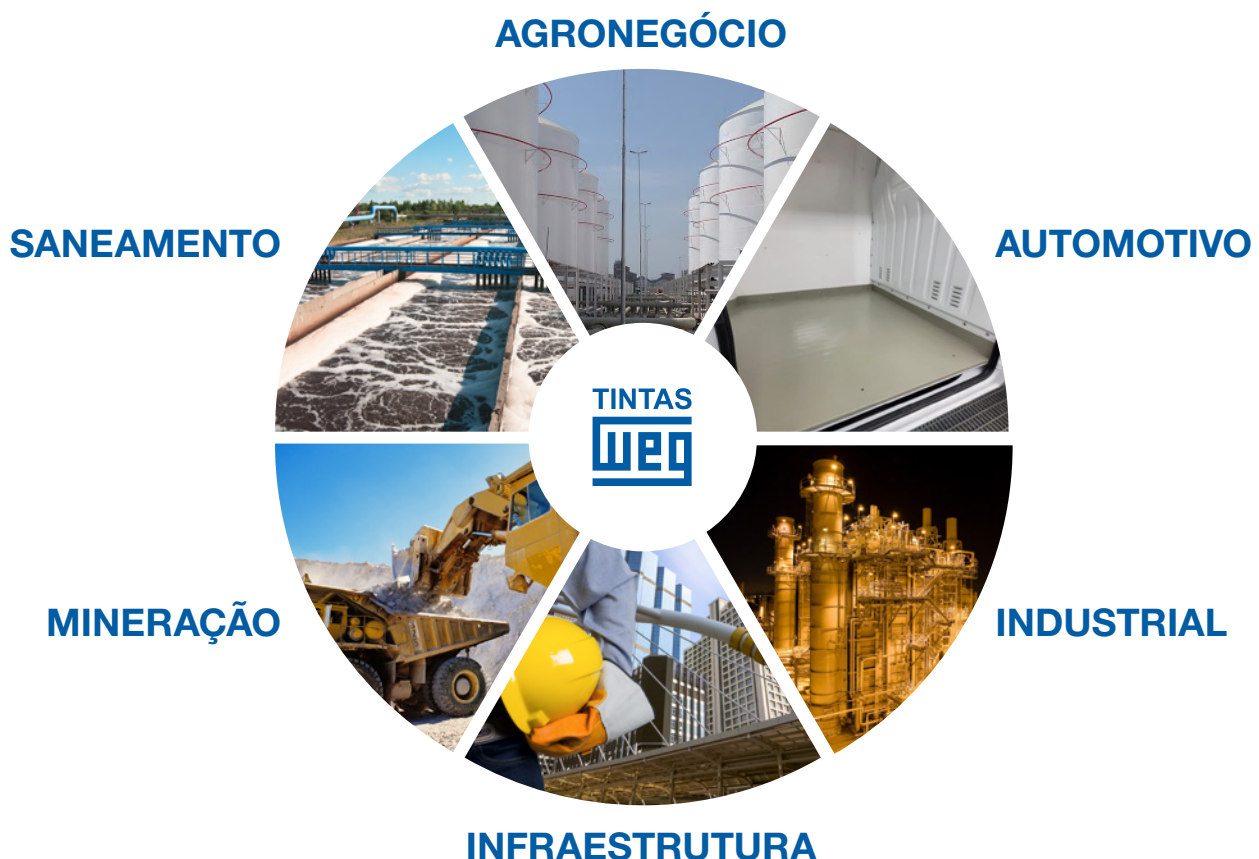 AGRONEGÓCIO
SANEAMENTO
AUTOMOTIVO
TINTAS
WEG
MINERAÇÃO
INDUSTRIAL
INFRAESTRUTURA